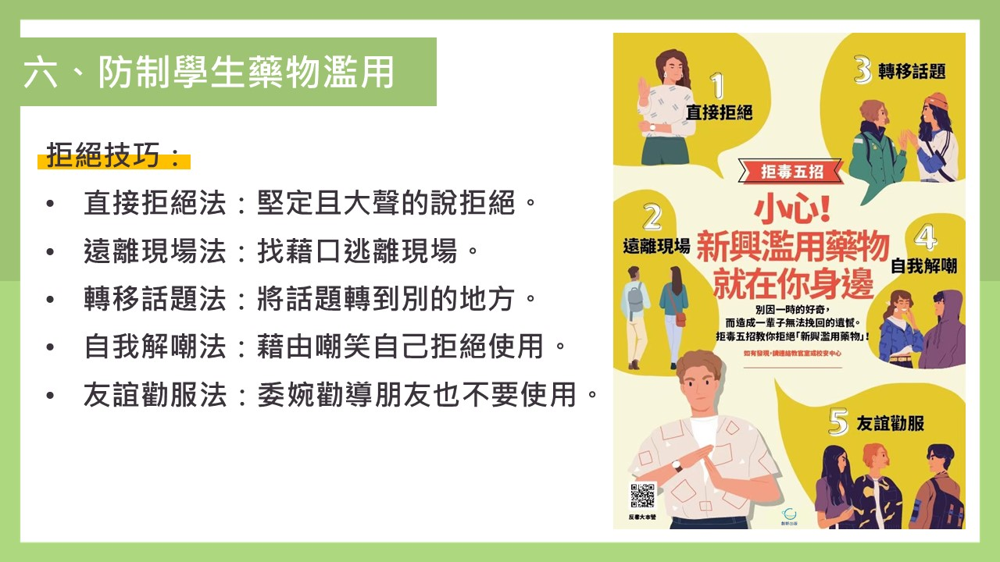 六、防制學生藥物濫用
拒絕技巧：
• 直接拒絕法：堅定且大聲的說拒絕。
• 遠離現場法：找藉口逃離現場。
• 轉移話題法：將話題轉到別的地方。
• 自我解嘲法：藉由嘲笑自己拒絕使用。
• 友誼勸服法：委婉勸導朋友也不要使用。
1
直接拒絕
3 轉移話題
拒毒五招
小心!
新興濫用藥物
就在你身邊
2
遠離現場
4
自我解嘲
別因一時的好奇，
而造成一輩子無法挽回的遺憾。
拒毒五招教你拒絕「新興濫用藥物」!
如有發現，請連絡教官室或校安中心
5 友誼勸服
反毒大本營